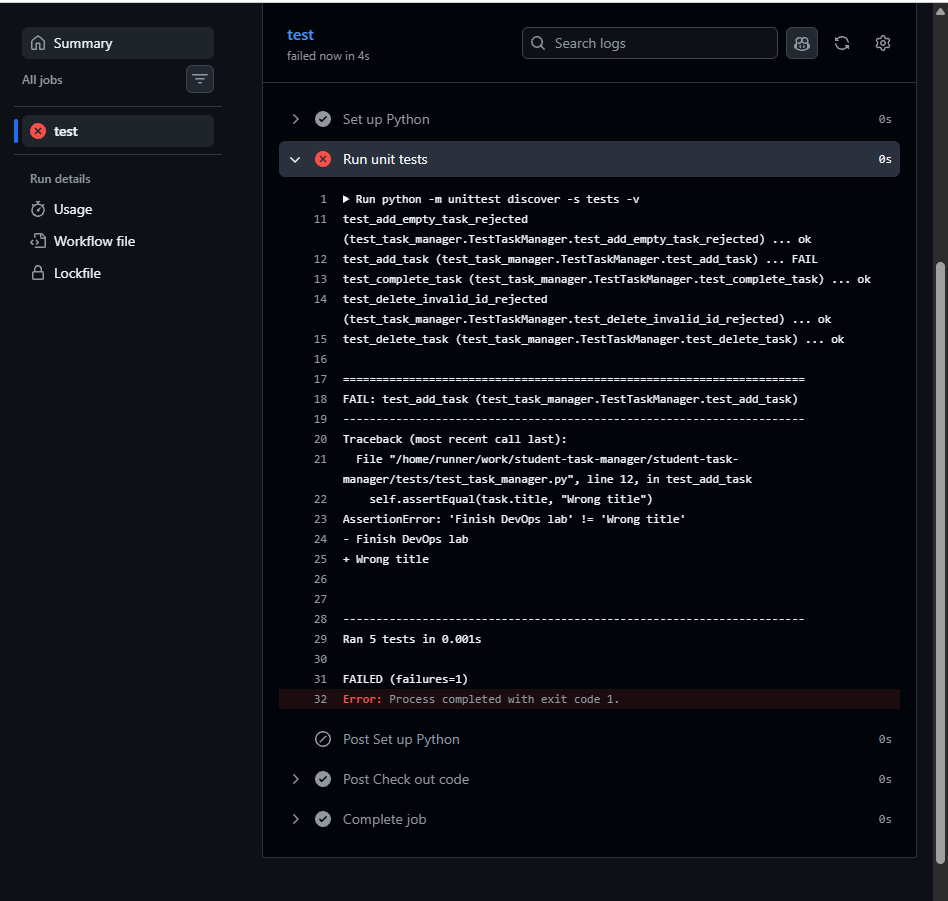 Summary
All jobs
test
Run details
Usage
Workflow file
Lockfile
test
failed now in 4s
Search logs
Set up Python 0s
Run unit tests 0s
1 Run python -m unittest discover -s tests -v
11 test_add_empty_task_rejected
(test_task_manager.TestTaskManager.test_add_empty_task_rejected) ... ok
12 test_add_task (test_task_manager.TestTaskManager.test_add_task) ... FAIL
13 test_complete_task (test_task_manager.TestTaskManager.test_complete_task) ... ok
14 test_delete_invalid_id_rejected
(test_task_manager.TestTaskManager.test_delete_invalid_id_rejected) ... ok
15 test_delete_task (test_task_manager.TestTaskManager.test_delete_task) ... ok
16
17 ======================================================================
18 FAIL: test_add_task (test_task_manager.TestTaskManager.test_add_task)
19 ----------------------------------------------------------------------
20 Traceback (most recent call last):
21 File "/home/runner/work/student-task-manager/student-task-
manager/tests/test_task_manager.py", line 12, in test_add_task
22 self.assertEqual(task.title, "Wrong title")
23 AssertionError: 'Finish DevOps lab' != 'Wrong title'
24 - Finish DevOps lab
25 + Wrong title
26
27
28 ----------------------------------------------------------------------
29 Ran 5 tests in 0.001s
30
31 FAILED (failures=1)
32 Error: Process completed with exit code 1.
Post Set up Python 0s
Post Check out code 0s
Complete job 0s